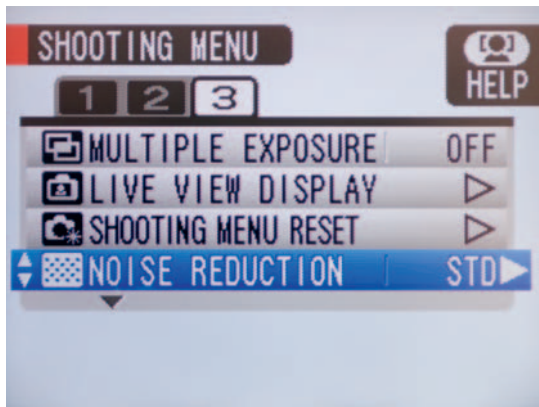 SHOOTING MENU
HELP
1 2 3
MULTIPLE EXPOSURE OFF
LIVE VIEW DISPLAY
SHOOTING MENU RESET
NOISE REDUCTION STD